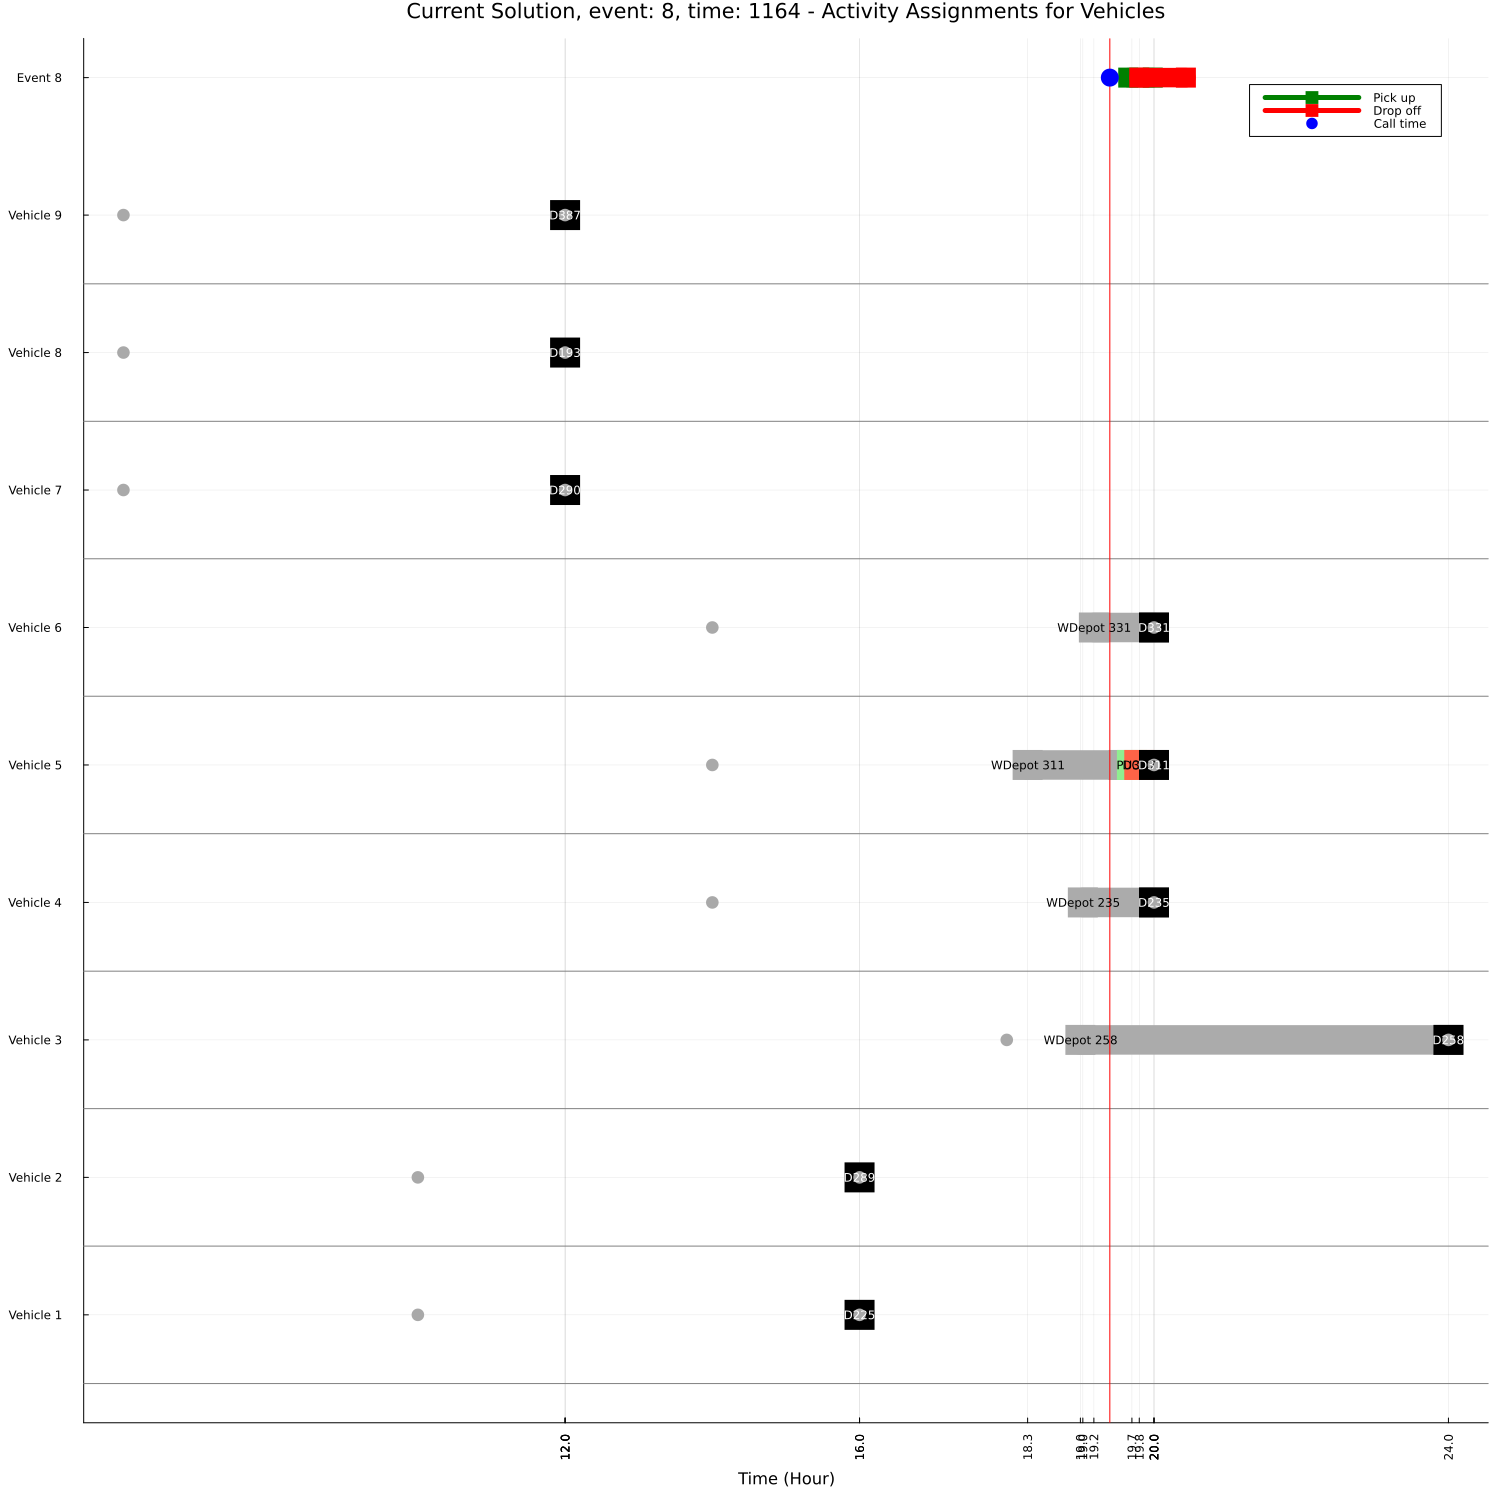 Current Solution, event: 8, time: 1164 - Activity Assignments for Vehicles
Event 8
Pick up
Drop off
Call time
Vehicle 9
D387
Vehicle 8
D193
Vehicle 7
D290
Vehicle 6
WDepot 331
D331
Vehicle 5
WDepot 311
D311
Vehicle 4
WDepot 235
D235
Vehicle 3
WDepot 258
D258
Vehicle 2
D289
Vehicle 1
D225
12.0
16.0
18.3
19.0
19.2
19.7
19.8
20.0
24.0
Time (Hour)